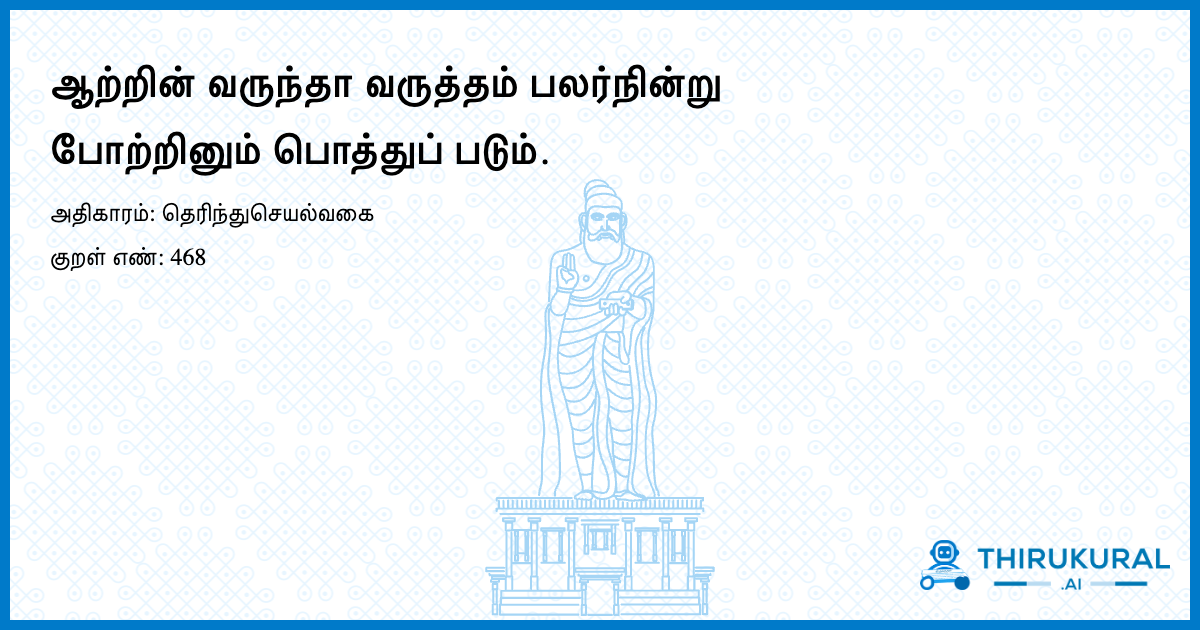 ஆற்றின் வருந்தா வருத்தம் பலர்நின்று
போற்றினும் பொத்துப் படும்.
அதிகாரம்: தெரிந்துசெயல்வகை
குறள் எண்: 468
THIRUKURAL
.AI